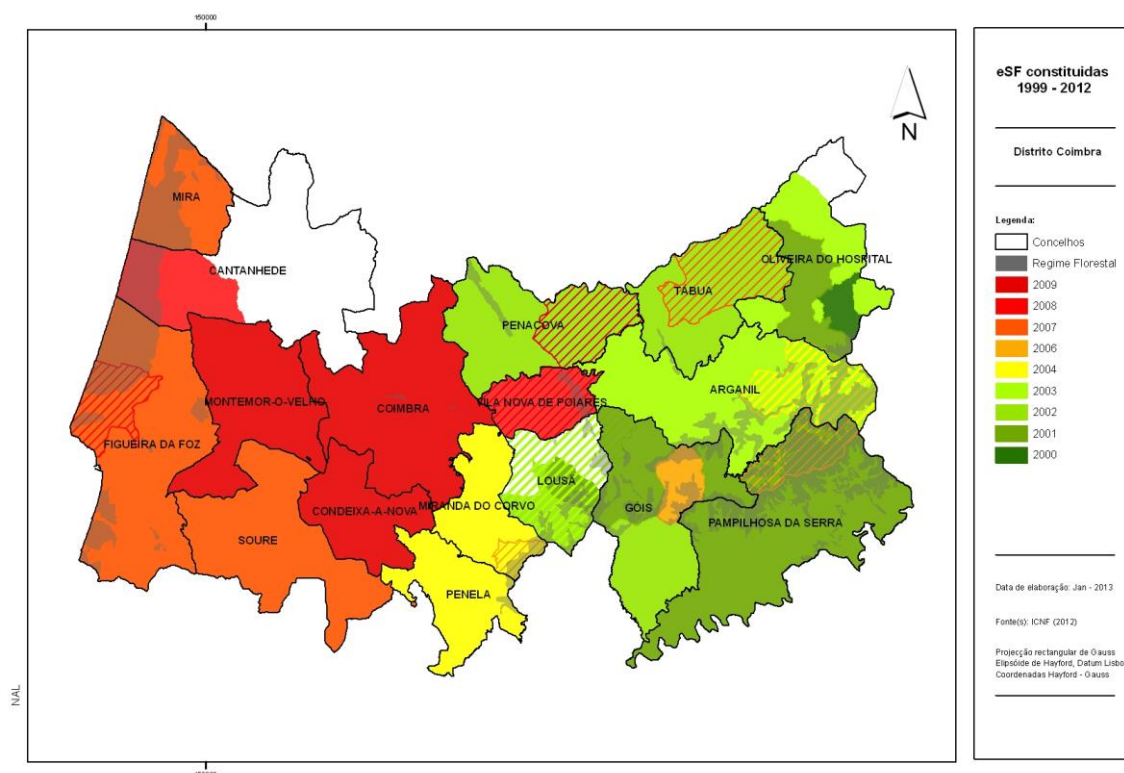 150000
N
MIRA
CANTANHEDE
OLIVEIRA DO HOSPITAL
TABUA
PENACOVA
ARGANIL
MONTEMOR-O-VELHO
COIMBRA
VILA NOVA DE POIARES
FIGUEIRA DA FOZ
LOUSA
CONDEIXA-A-NOVA
MIRANDA DO CORVO
GOIS
PAMPILHOSA DA SERRA
SOURE
PENELA
NAL
eSF constituidas
1999 - 2012
Distrito Coimbra
Legenda:
Concelhos
Regime Florestal
2009
2008
2007
2006
2004
2003
2002
2001
2000
Data de elaboração: Jan - 2013
Fonte(s): ICNF (2012)
Projecção rectangular de Gauss
Elipsóide de Hayford, Datum Lisbo
Coordenadas Hayford - Gauss